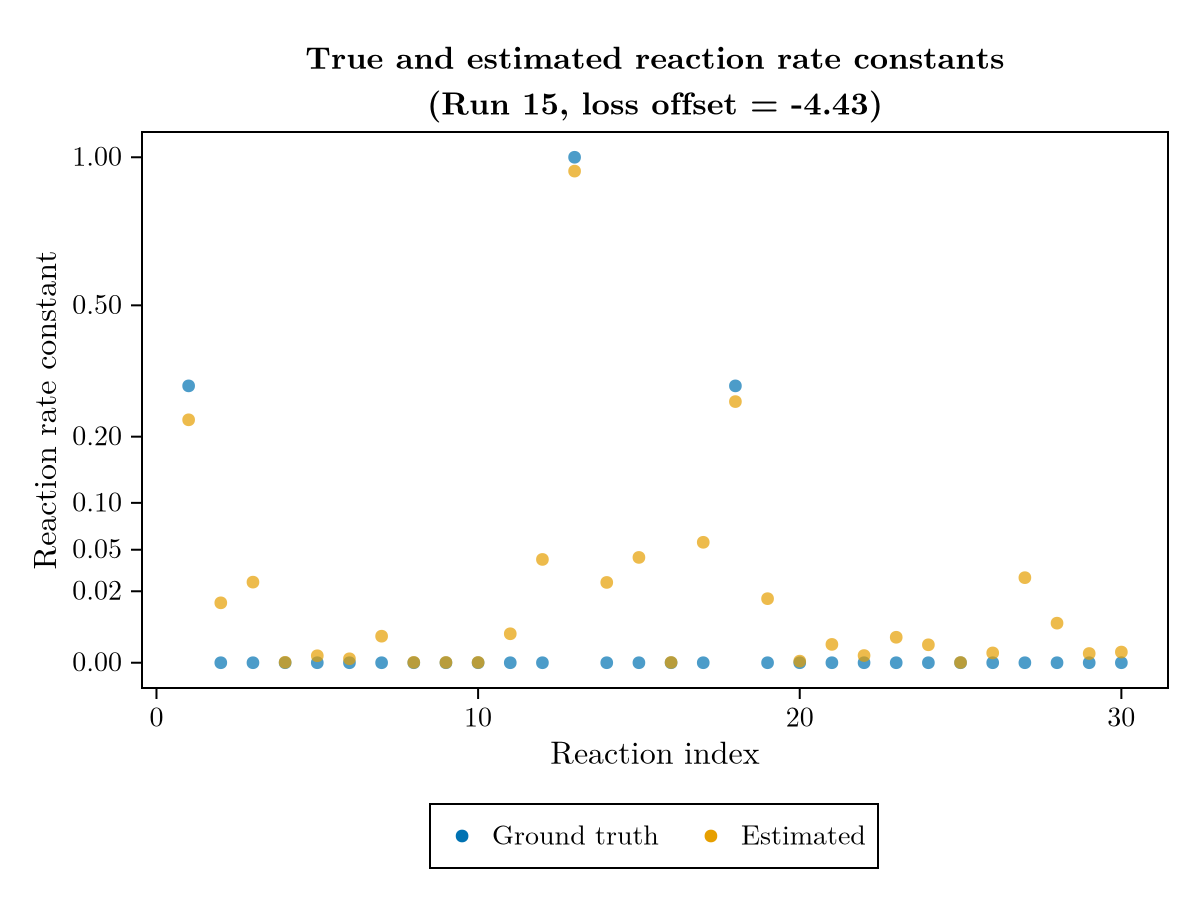 True and estimated reaction rate constants
(Run 15, loss offset = -4.43)
Reaction rate constant
1.00
0.50
0.20
0.10
0.05
0.02
0.00
0 10 20 30
Reaction index
Ground truth Estimated